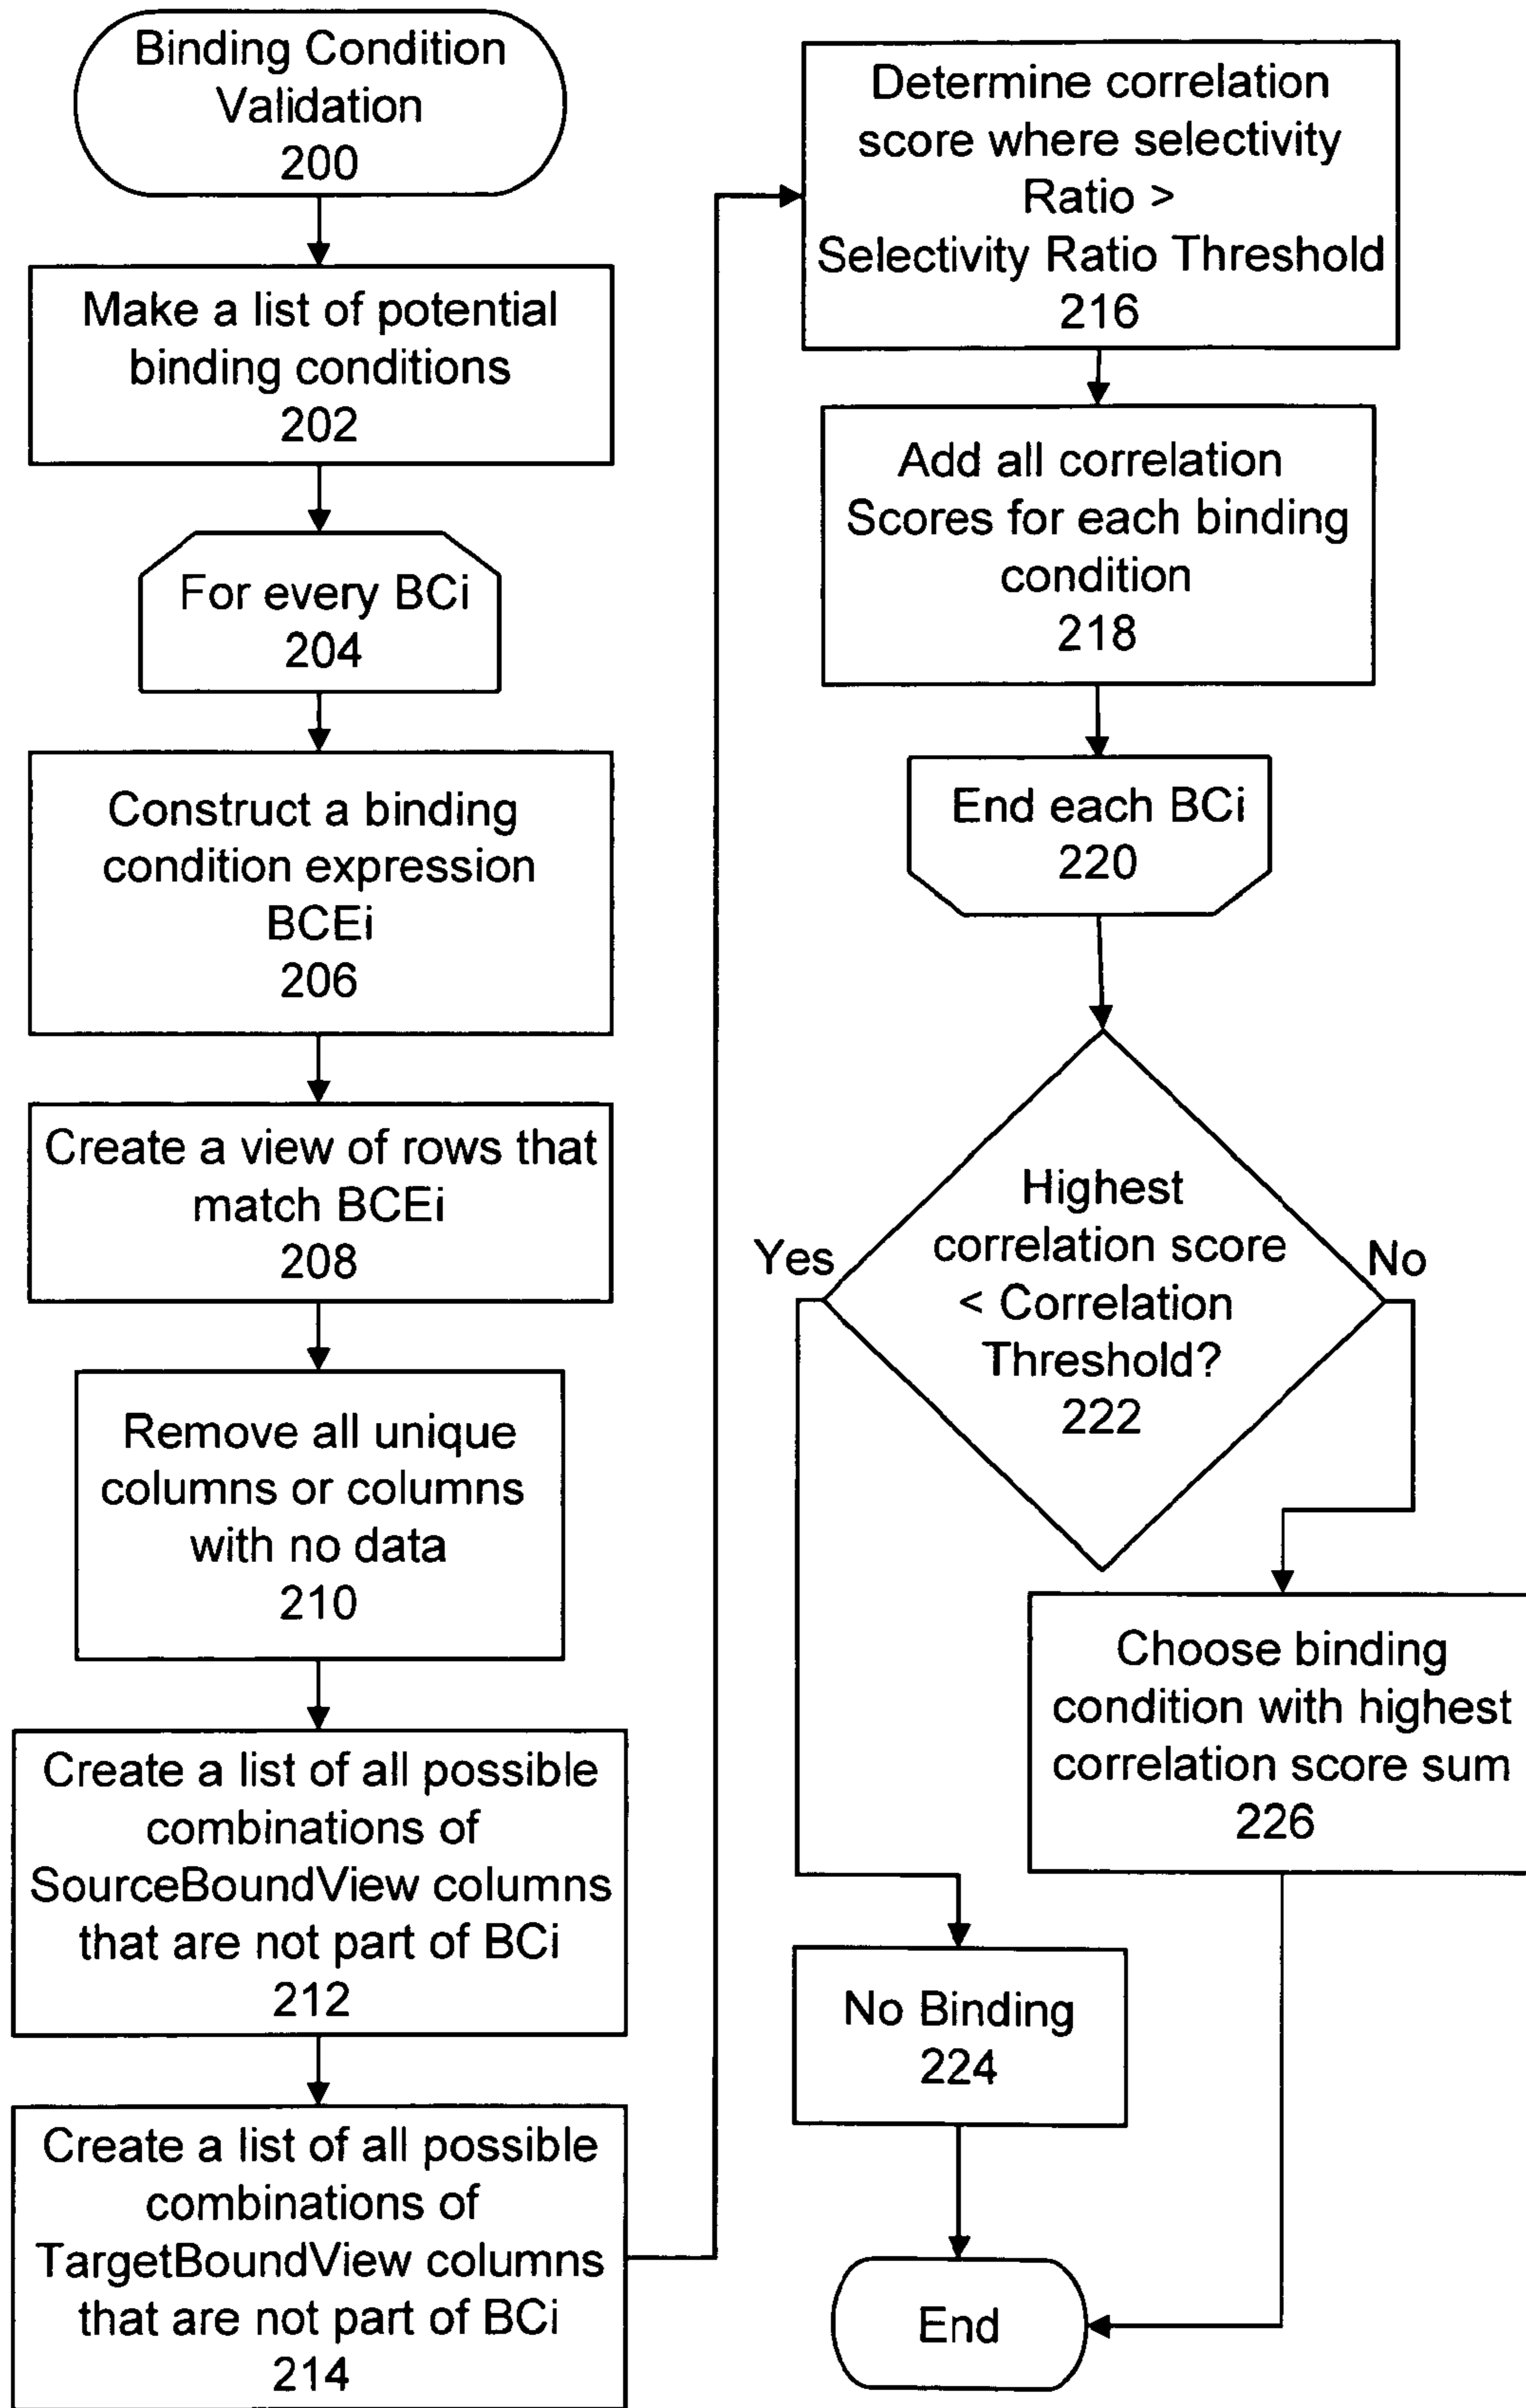 Binding Condition
Validation
200
Make a list of potential
binding conditions
202
For every BCi
204
Construct a binding
condition expression
BCEi
206
Create a view of rows that
match BCEi
208
Remove all unique
columns or columns
with no data
210
Create a list of all possible
combinations of
SourceBoundView columns
that are not part of BCi
212
Create a list of all possible
combinations of
TargetBoundView columns
that are not part of BCi
214
Determine correlation
score where selectivity
Ratio >
Selectivity Ratio Threshold
216
Add all correlation
Scores for each binding
condition
218
End each BCi
220
Highest
correlation score
< Correlation
Threshold?
222
Yes
No
Choose binding
condition with highest
correlation score sum
226
No Binding
224
End